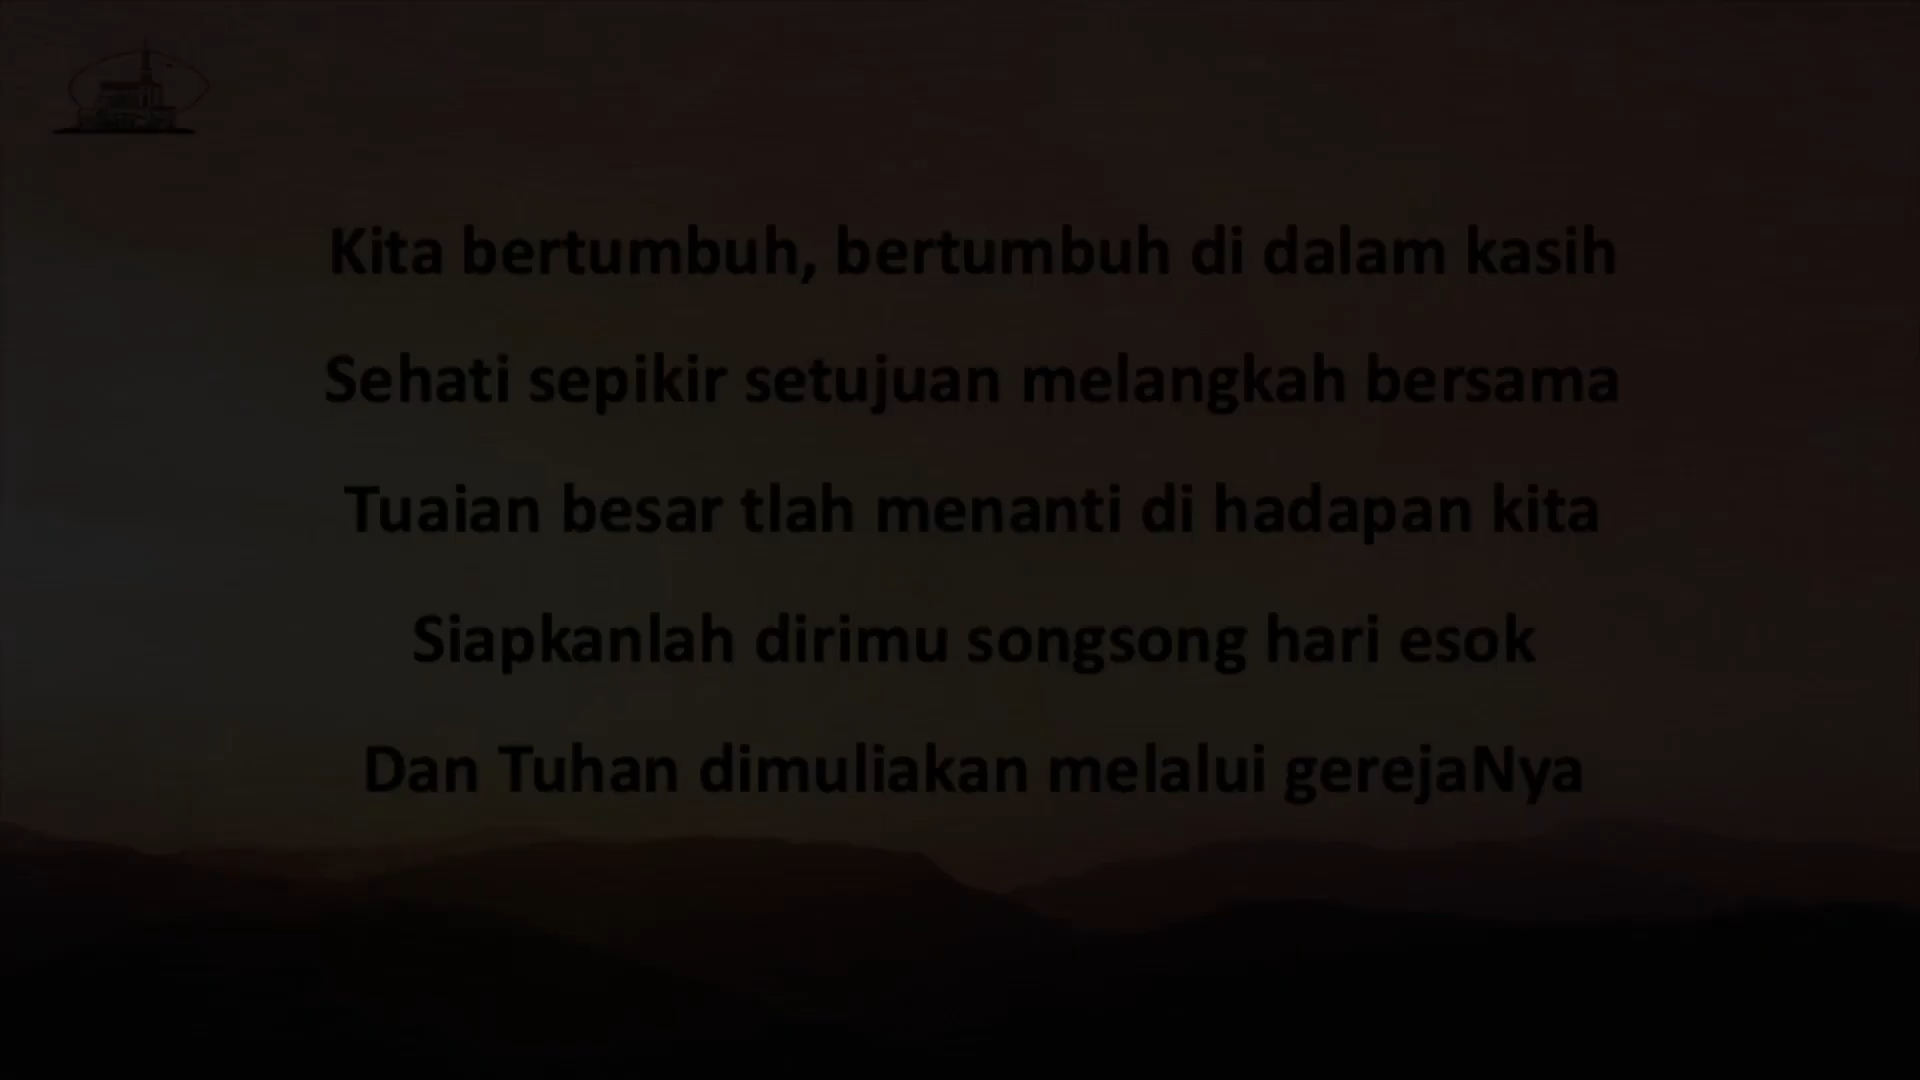 Kita bertumbuh, bertumbuh di dalam kasih
Sehati sepikir setujuan melangkah bersama
Tuaian besar tlah menanti di hadapan kita
Siapkanlah dirimu songsong hari esok
Dan Tuhan dimuliakan melalui gerejaNya